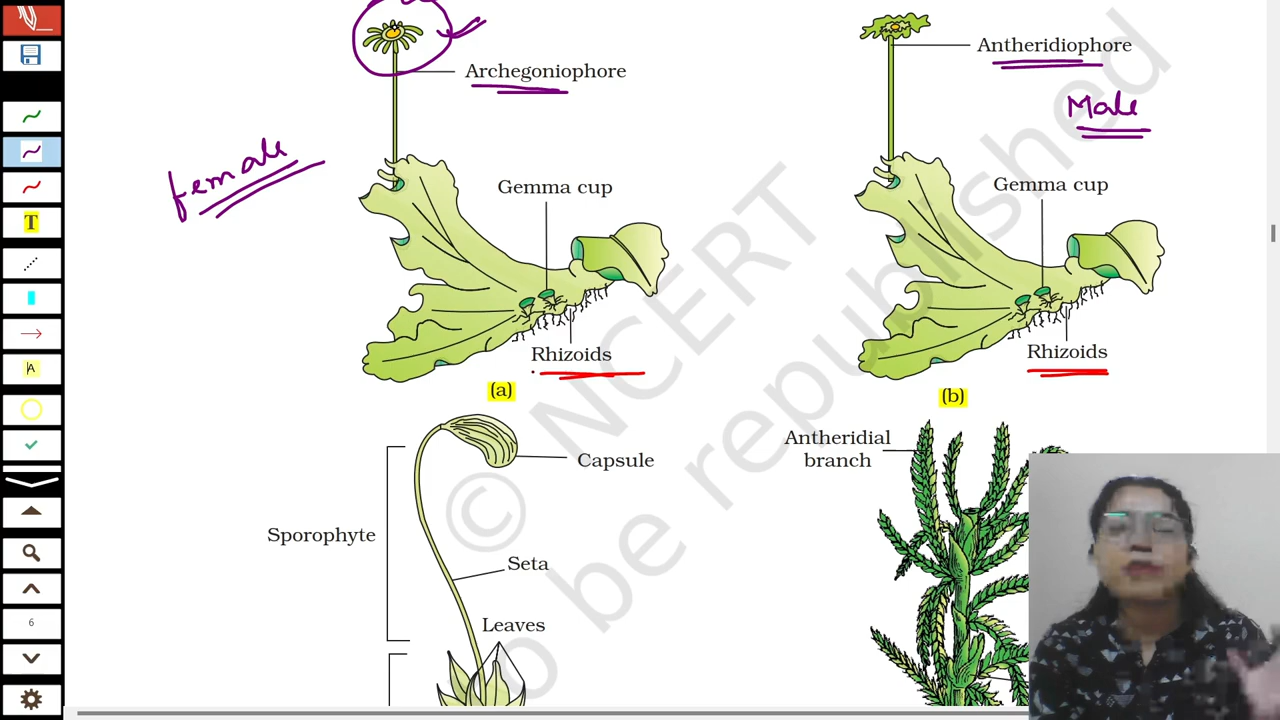 Archegoniophore
Antheridiophore
Male
female
Gemma cup
Gemma cup
Rhizoids
Rhizoids
(a)
(b)
© NCERT
to be republished
Capsule
Sporophyte
Seta
Leaves
Antheridial
branch
T
A
6